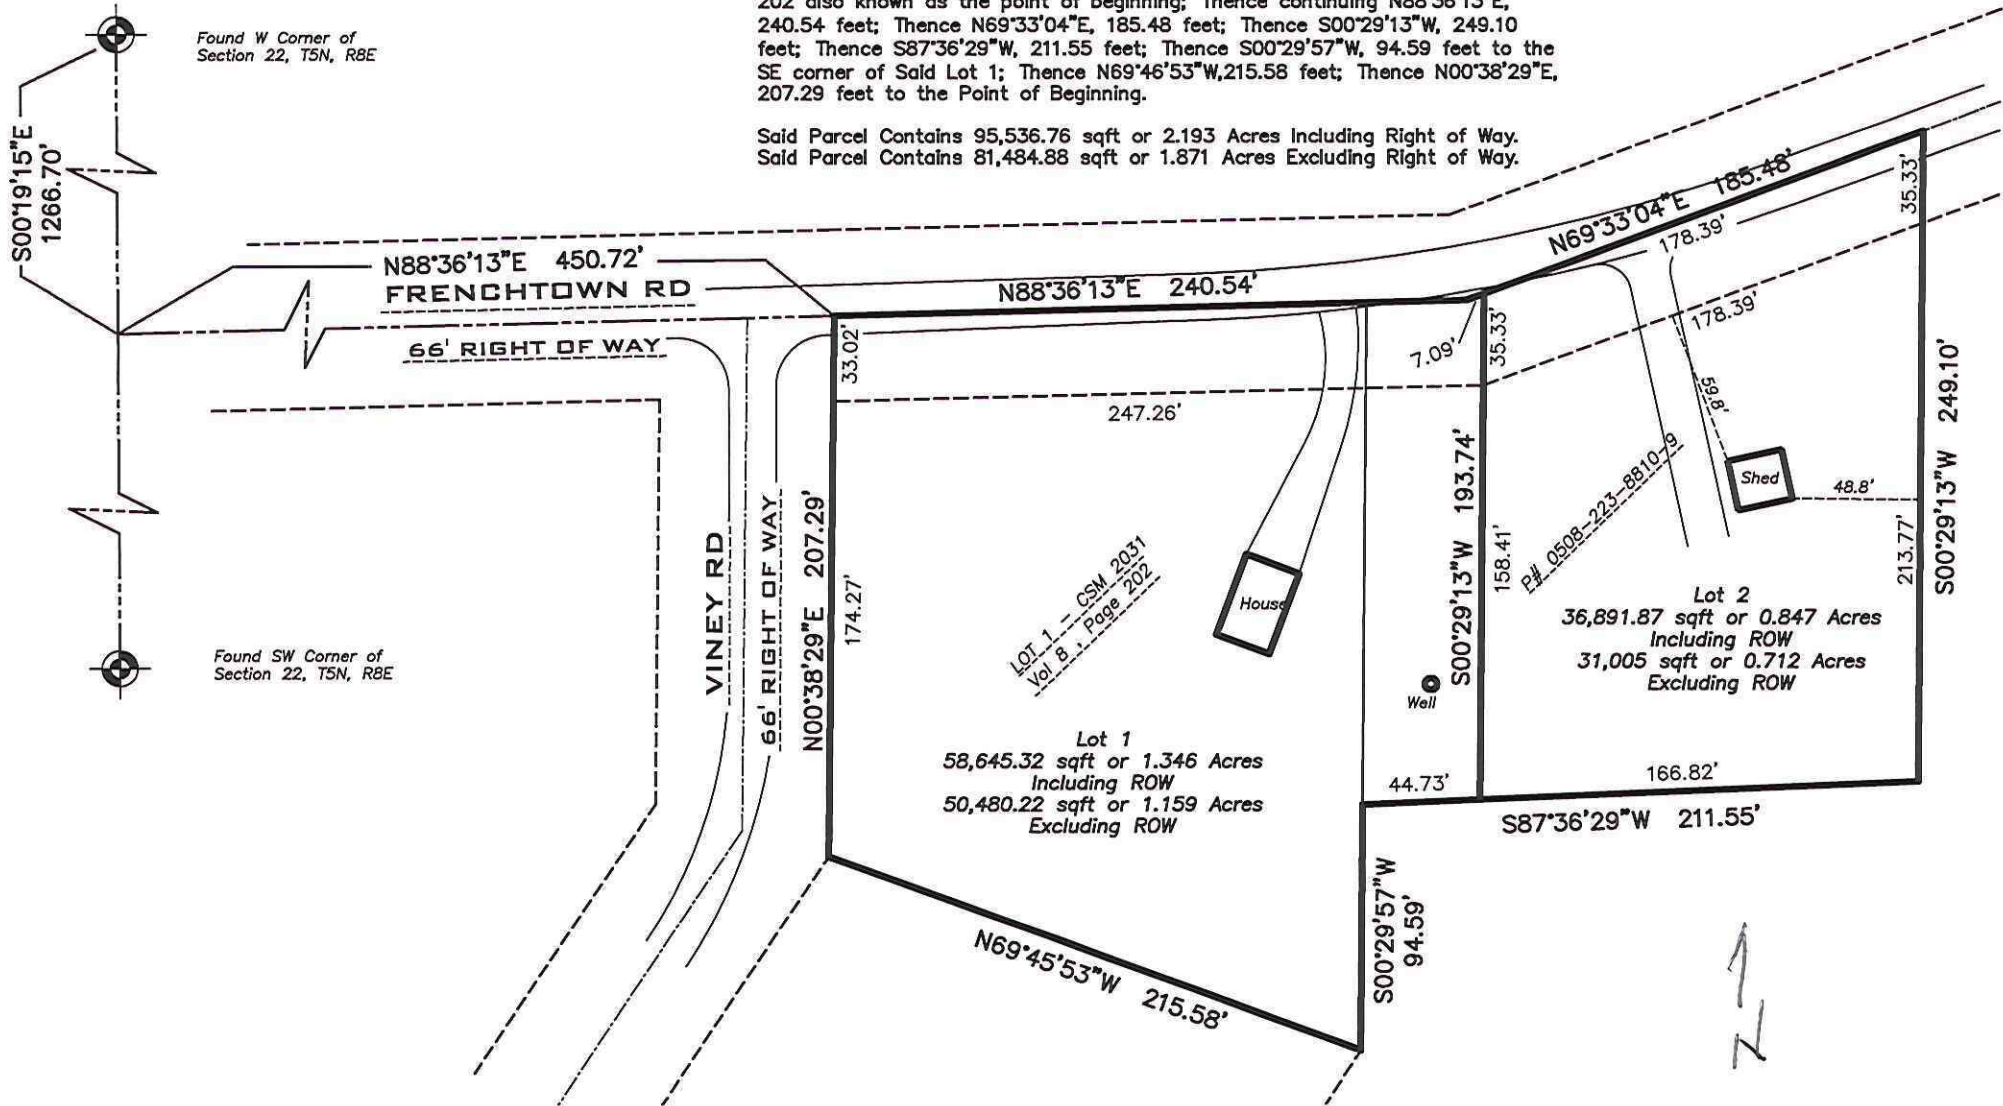 202 also known as the point of Beginning; Thence continuing N88°36'13"E,
240.54 feet; Thence N69°33'04"E, 185.48 feet; Thence S00°29'13"W, 249.10
feet; Thence S87°36'29"W, 211.55 feet; Thence S00°29'57"W, 94.59 feet to the
SE corner of Said Lot 1; Thence N69°46'53"W,215.58 feet; Thence N00°38'29"E,
207.29 feet to the Point of Beginning.
Said Parcel Contains 95,536.76 sqft or 2.193 Acres Including Right of Way.
Said Parcel Contains 81,484.88 sqft or 1.871 Acres Excluding Right of Way.
Found W Corner of
Section 22, T5N, R8E
S00°19'15"E
1266.70'
N88°36'13"E 450.72'
FRENCHTOWN RD
66' RIGHT OF WAY
N88°36'13"E 240.54'
N69°33'04"E 185.48'
178.39'
35.33'
178.39'
33.02'
247.26'
7.09'
35.33'
59.8'
Shed
48.8'
S00°29'13"W 249.10'
213.77'
VINEY RD
66' RIGHT OF WAY
N00°38'29"E 207.29'
174.27'
LOT 1 - CSM 2031
Vol 8, Page 202
House
Well
S00°29'13"W 193.74'
158.41'
P# 0508-223-8810-9
Lot 2
36,891.87 sqft or 0.847 Acres
Including ROW
31,005 sqft or 0.712 Acres
Excluding ROW
Found SW Corner of
Section 22, T5N, R8E
Lot 1
58,645.32 sqft or 1.346 Acres
Including ROW
50,480.22 sqft or 1.159 Acres
Excluding ROW
44.73'
166.82'
S87°36'29"W 211.55'
S00°29'57"W
94.59'
N69°45'53"W 215.58'
N